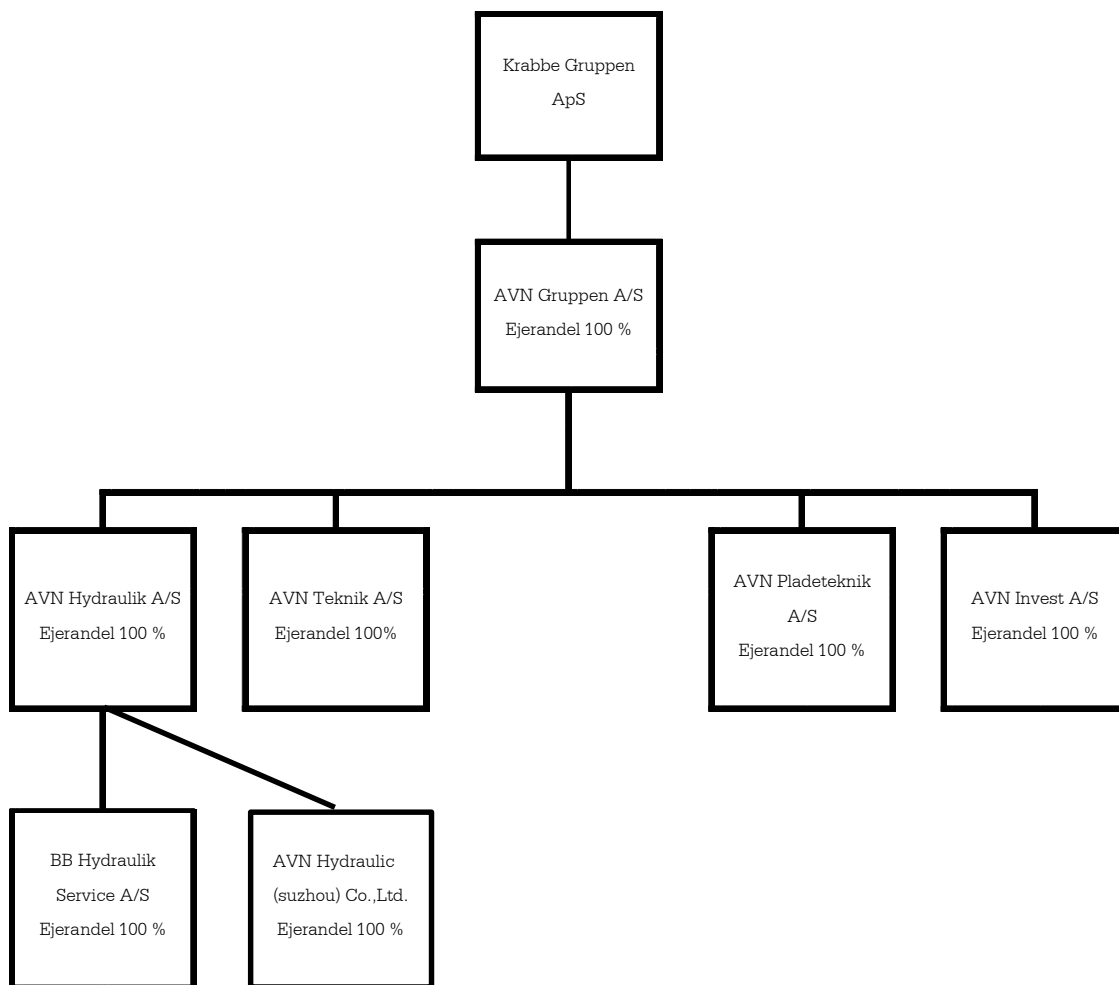 Krabbe Gruppen
ApS
AVN Gruppen A/S
Ejerandel 100 %
AVN Hydraulik A/S
Ejerandel 100 %
AVN Teknik A/S
Ejerandel 100%
AVN Pladeteknik
A/S
Ejerandel 100 %
AVN Invest A/S
Ejerandel 100 %
BB Hydraulik
Service A/S
Ejerandel 100 %
AVN Hydraulic
(suzhou) Co.,Ltd.
Ejerandel 100 %